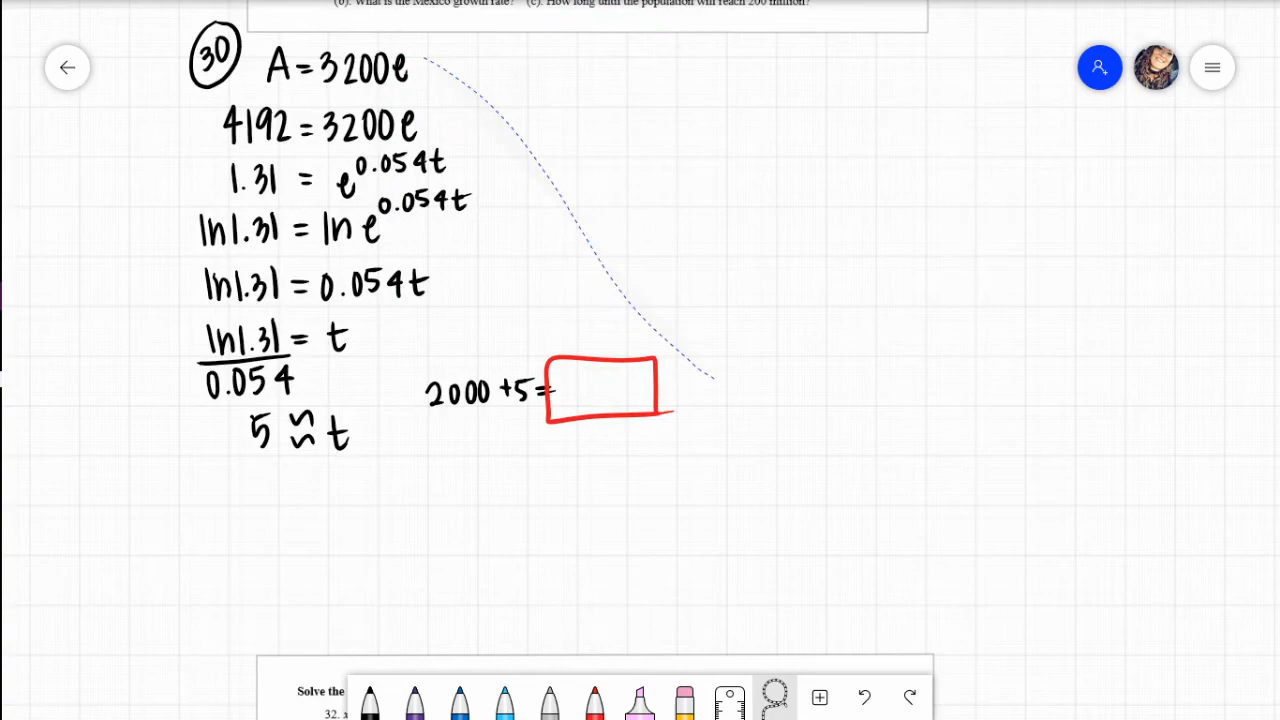 (b). What is the Mexico growth rate? (c). How long until the population will reach 200 million?
30
A = 3200e
4192 = 3200e
1.31 = e^0.054t
ln1.31 = ln e^0.054t
ln1.31 = 0.054t
ln1.31 = t
0.054
2000 + 5 =
5 ≈ t
Solve the
32. x